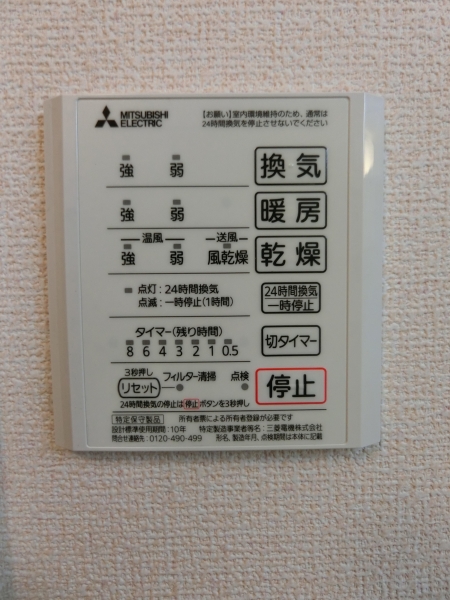 MITSUBISHI ELECTRIC
【お願い】室内環境維持のため、通常は
24時間換気を停止させないでください
強 弱 換気
強 弱 暖房
温風 送風
強 弱 風乾燥 乾燥
点灯：24時間換気
点滅：一時停止(1時間)
24時間換気
一時停止
タイマー(残り時間)
8 6 4 3 2 1 0.5
切タイマー
3秒押し
リセット フィルター清掃 点検
停止
24時間換気の停止は停止ボタンを3秒押し
特定保守製品 所有者票による所有者登録が必要です
設計標準使用期間：10年 特定製造事業者等名：三菱電機株式会社
問合せ連絡先：0120-490-499 形名、製造年月、点検期間は本体に記載